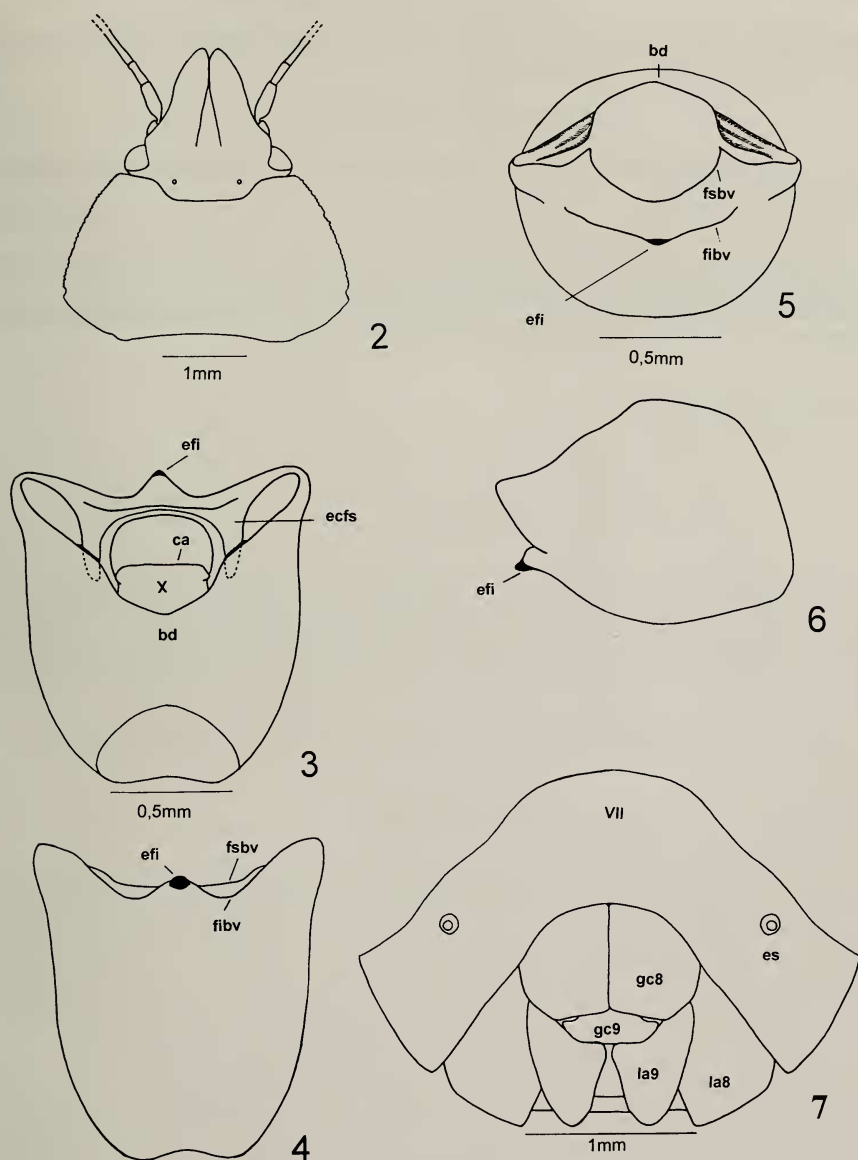 bd
fsbv
fibv
efi
5
0,5mm
2
1mm
efi
ecfs
ca
X
bd
3
0,5mm
efi
6
efi
fsbv
fibv
4
VII
es
gc8
gc9
la9
la8
7
1mm